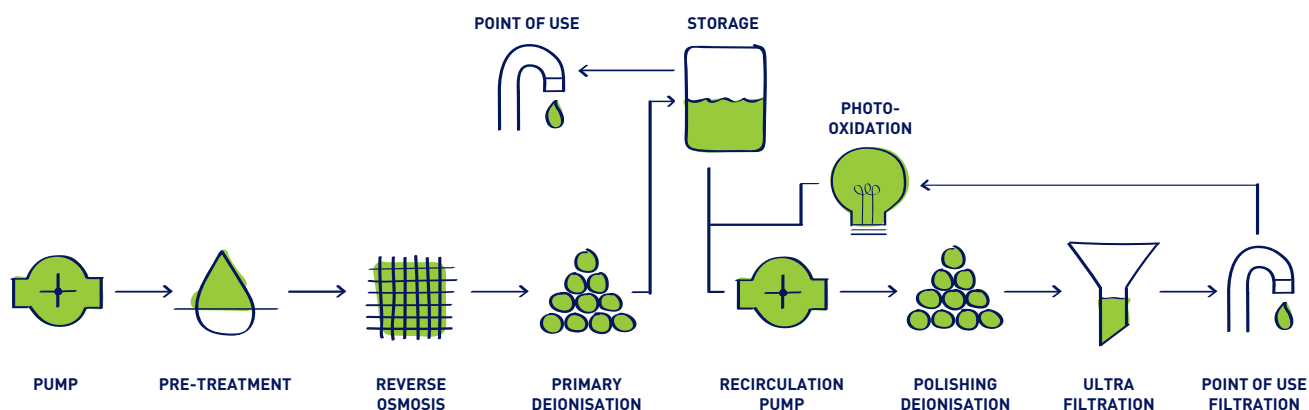 POINT OF USE
STORAGE
PHOTO-
OXIDATION
PUMP
PRE-TREATMENT
REVERSE
OSMOSIS
PRIMARY
DEIONISATION
RECIRCULATION
PUMP
POLISHING
DEIONISATION
ULTRA
FILTRATION
POINT OF USE
FILTRATION